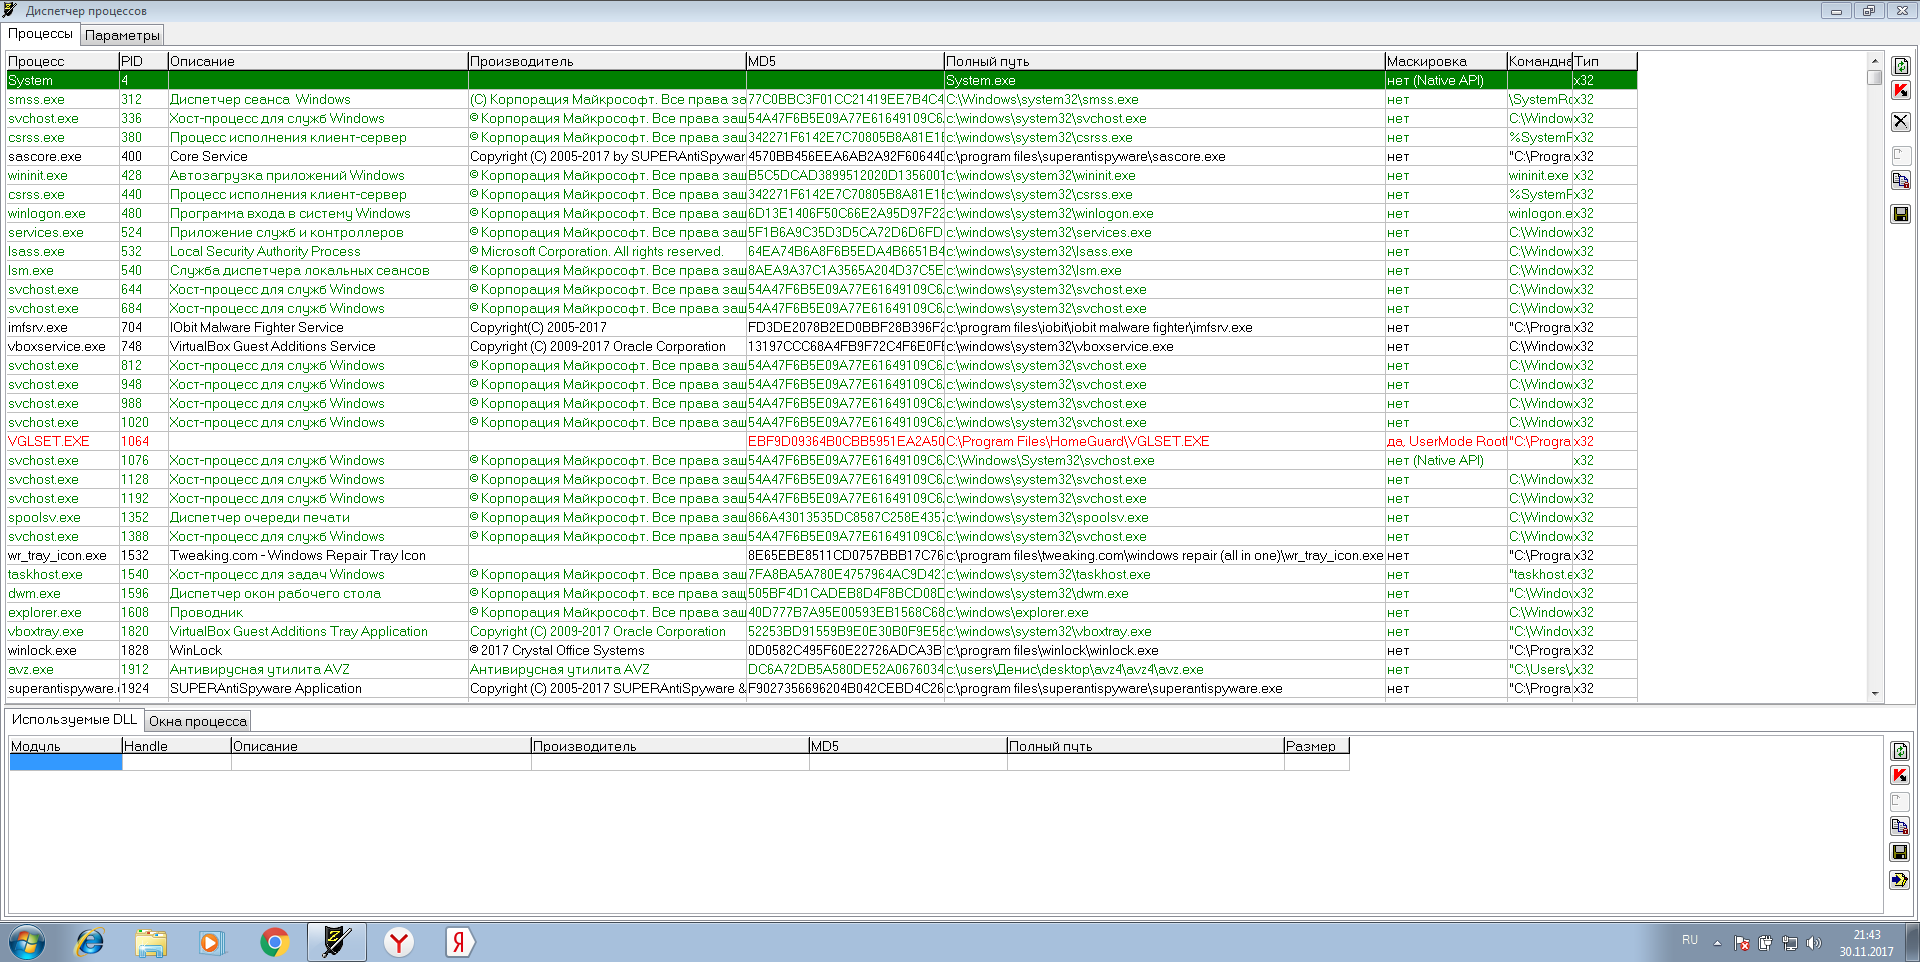 Диспетчер процессов
Процессы Параметры
Процесс PID Описание Производитель MD5 Полный путь Маскировка Командна Тип
System 4 System.exe нет (Native API) x32
smss.exe 312 Диспетчер сеанса Windows (C) Корпорация Майкрософт. Все права за 77C0BBC3F01CC21419EE7B4C4 C:\Windows\system32\smss.exe нет \SystemRo x32
svchost.exe 336 Хост-процесс для служб Windows © Корпорация Майкрософт. Все права защ 54A47F6B5E09A77E61649109C6 C:\windows\system32\svchost.exe нет C:\Window x32
csrss.exe 380 Процесс исполнения клиент-сервер © Корпорация Майкрософт. Все права защ 342271F6142E7C70805B8A81E1 c:\windows\system32\csrss.exe нет %SystemF x32
sascore.exe 400 Core Service Copyright (C) 2005-2017 by SUPERAntiSpywar 4570BB456EEA6AB2A92F60644D c:\program files\superantispyware\sascore.exe нет "C:\Progra x32
wininit.exe 428 Автозагрузка приложений Windows © Корпорация Майкрософт. Все права защ B5C5DCAD3899512020D1356001 c:\windows\system32\wininit.exe нет wininit.exe x32
csrss.exe 440 Процесс исполнения клиент-сервер © Корпорация Майкрософт. Все права защ 342271F6142E7C70805B8A81E1 c:\windows\system32\csrss.exe нет %SystemF x32
winlogon.exe 480 Программа входа в систему Windows © Корпорация Майкрософт. Все права защ 6D13E1406F50C66E2A95D97F22 c:\windows\system32\winlogon.exe нет winlogon.e x32
services.exe 524 Приложение служб и контроллеров © Корпорация Майкрософт. Все права защ 5F1B6A9C35D3D5CA72D6D6FD c:\windows\system32\services.exe нет C:\Window x32
lsass.exe 532 Local Security Authority Process © Microsoft Corporation. All rights reserved. 64EA74B6A8F6B5EDA4B6651B4 c:\windows\system32\lsass.exe нет C:\Window x32
lsm.exe 540 Служба диспетчера локальных сеансов © Корпорация Майкрософт. Все права защ 8AEA9A37C1A3565A204D37C5E c:\windows\system32\lsm.exe нет C:\Window x32
svchost.exe 644 Хост-процесс для служб Windows © Корпорация Майкрософт. Все права защ 54A47F6B5E09A77E61649109C6 c:\windows\system32\svchost.exe нет C:\Window x32
svchost.exe 684 Хост-процесс для служб Windows © Корпорация Майкрософт. Все права защ 54A47F6B5E09A77E61649109C6 c:\windows\system32\svchost.exe нет C:\Window x32
imfsrv.exe 704 IObit Malware Fighter Service Copyright(C) 2005-2017 FD3DE2078B2ED0BBF28B396F2 c:\program files\iobit\iobit malware fighter\imfsrv.exe нет "C:\Progra x32
vboxservice.exe 748 VirtualBox Guest Additions Service Copyright (C) 2009-2017 Oracle Corporation 13197CCC68A4FB9F72C4F6E0F c:\windows\system32\vboxservice.exe нет C:\Window x32
svchost.exe 812 Хост-процесс для служб Windows © Корпорация Майкрософт. Все права защ 54A47F6B5E09A77E61649109C6 c:\windows\system32\svchost.exe нет C:\Window x32
svchost.exe 948 Хост-процесс для служб Windows © Корпорация Майкрософт. Все права защ 54A47F6B5E09A77E61649109C6 c:\windows\system32\svchost.exe нет C:\Window x32
svchost.exe 988 Хост-процесс для служб Windows © Корпорация Майкрософт. Все права защ 54A47F6B5E09A77E61649109C6 c:\windows\system32\svchost.exe нет C:\Window x32
svchost.exe 1020 Хост-процесс для служб Windows © Корпорация Майкрософт. Все права защ 54A47F6B5E09A77E61649109C6 c:\windows\system32\svchost.exe нет C:\Window x32
VGLSET.EXE 1064 EBF9D09364B0CBB5951EA2A50 C:\Program Files\HomeGuard\VGLSET.EXE да, UserMode Root "C:\Progra x32
svchost.exe 1076 Хост-процесс для служб Windows © Корпорация Майкрософт. Все права защ 54A47F6B5E09A77E61649109C6 C:\Windows\System32\svchost.exe нет (Native API) x32
svchost.exe 1128 Хост-процесс для служб Windows © Корпорация Майкрософт. Все права защ 54A47F6B5E09A77E61649109C6 c:\windows\system32\svchost.exe нет C:\Window x32
svchost.exe 1192 Хост-процесс для служб Windows © Корпорация Майкрософт. Все права защ 54A47F6B5E09A77E61649109C6 c:\windows\system32\svchost.exe нет C:\Window x32
spoolsv.exe 1352 Диспетчер очереди печати © Корпорация Майкрософт. Все права защ 866A43013535DC8587C258E4357 c:\windows\system32\spoolsv.exe нет C:\Window x32
svchost.exe 1388 Хост-процесс для служб Windows © Корпорация Майкрософт. Все права защ 54A47F6B5E09A77E61649109C6 c:\windows\system32\svchost.exe нет C:\Window x32
wr_tray_icon.exe 1532 Tweaking.com - Windows Repair Tray Icon 8E65EBE8511CD0757BBB17C76 c:\program files\tweaking.com\windows repair (all in one)\wr_tray_icon.exe нет "C:\Progra x32
taskhost.exe 1540 Хост-процесс для задач Windows © Корпорация Майкрософт. Все права защ 7FA8BA5A780E4757964AC9D423 c:\windows\system32\taskhost.exe нет "taskhost.e x32
dwm.exe 1596 Диспетчер окон рабочего стола © Корпорация Майкрософт. все права защ 505BF4D1CADEB8D4F8BCD08D c:\windows\system32\dwm.exe нет "C:\Windov x32
explorer.exe 1608 Проводник © Корпорация Майкрософт. Все права защ 40D777B7A95E00593EB1568C68 c:\windows\explorer.exe нет C:\Window x32
vboxtray.exe 1820 VirtualBox Guest Additions Tray Application Copyright (C) 2009-2017 Oracle Corporation 52253BD91559B9E0E30B0F9E56 c:\windows\system32\vboxtray.exe нет "C:\Windov x32
winlock.exe 1828 WinLock © 2017 Crystal Office Systems 0D0582C495F60E22726ADCA3B c:\program files\winlock\winlock.exe нет "C:\Progra x32
avz.exe 1912 Антивирусная утилита AVZ Антивирусная утилита AVZ DC6A72DB5A580DE52A0676034 c:\users\Денис\desktop\avz4\avz4\avz.exe нет "C:\Users\ x32
superantispyware. 1924 SUPERAntiSpyware Application Copyright (C) 2005-2017 SUPERAntiSpyware & F9027356696204B042CEBD4C26 c:\program files\superantispyware\superantispyware.exe нет "C:\Progra x32
Используемые DLL Окна процесса
Модуль Handle Описание Производитель MD5 Полный путь Размер
RU
21:43
30.11.2017